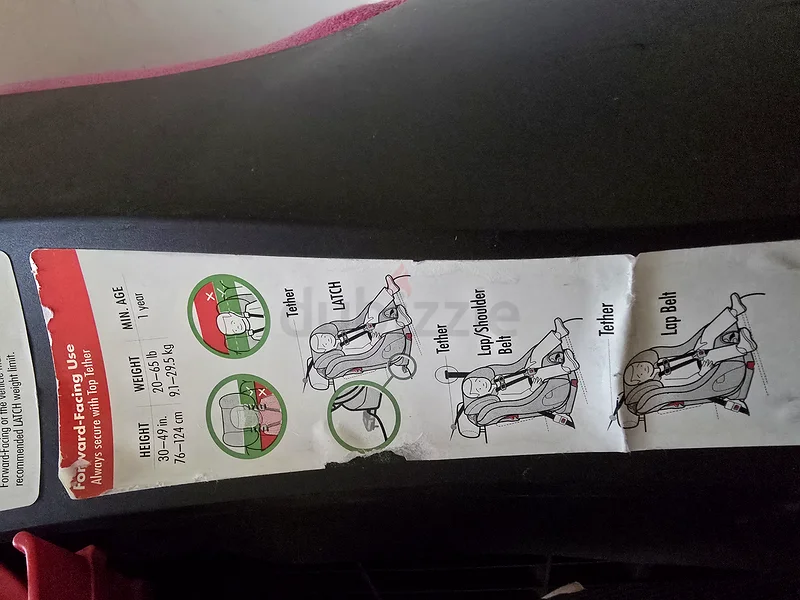 Forward-Facing of the vehicle
recommended LATCH weight limit.
Forward-Facing Use
Always secure with Top Tether
HEIGHT WEIGHT MIN. AGE
30–49 in. 20–65 lb 1 year
76–124 cm 9.1–29.5 kg
Tether
LATCH
Tether
Lap/Shoulder
Belt
Tether
Lap Belt
dubizzle